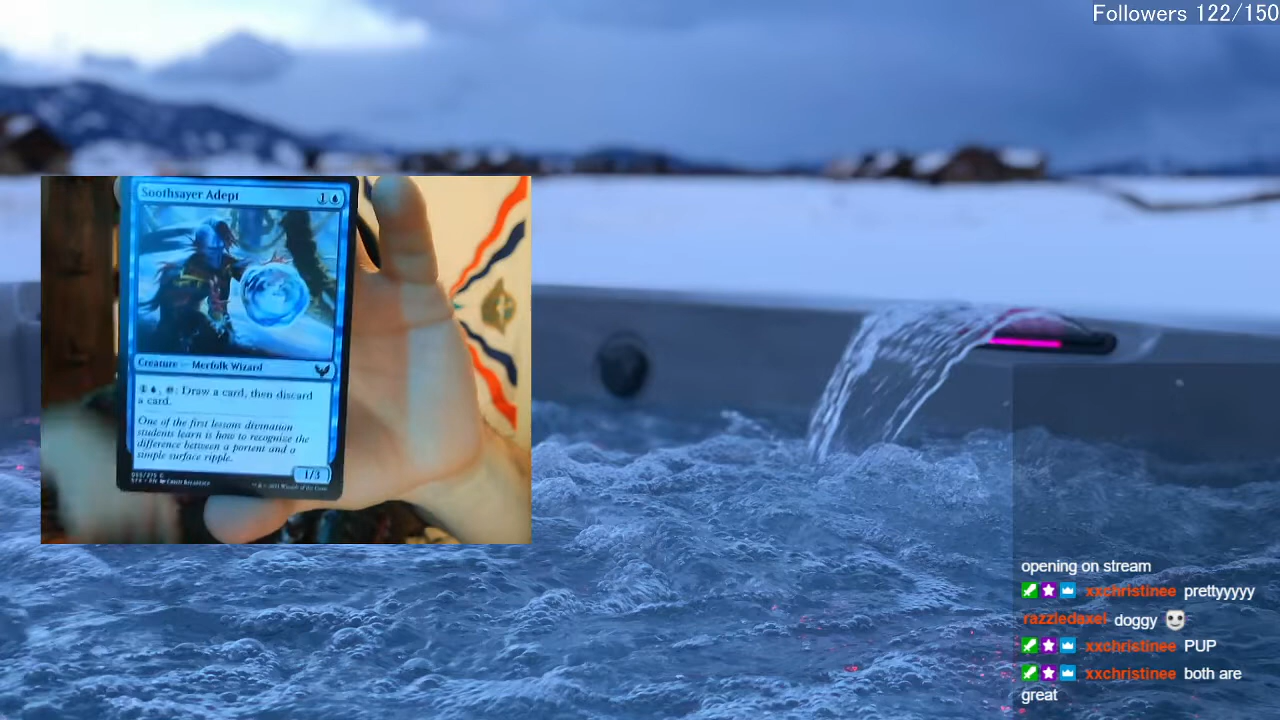 Followers 122/150
Soothsayer Adept
1
Creature — Merfolk Wizard
1, : Draw a card, then discard
a card.
One of the first lessons divination
students learn is how to recognize the
difference between a portent and a
simple surface ripple.
1/3
opening on stream
xxchristinee prettyyyyy
razzledaxel doggy
xxchristinee PUP
xxchristinee both are
great